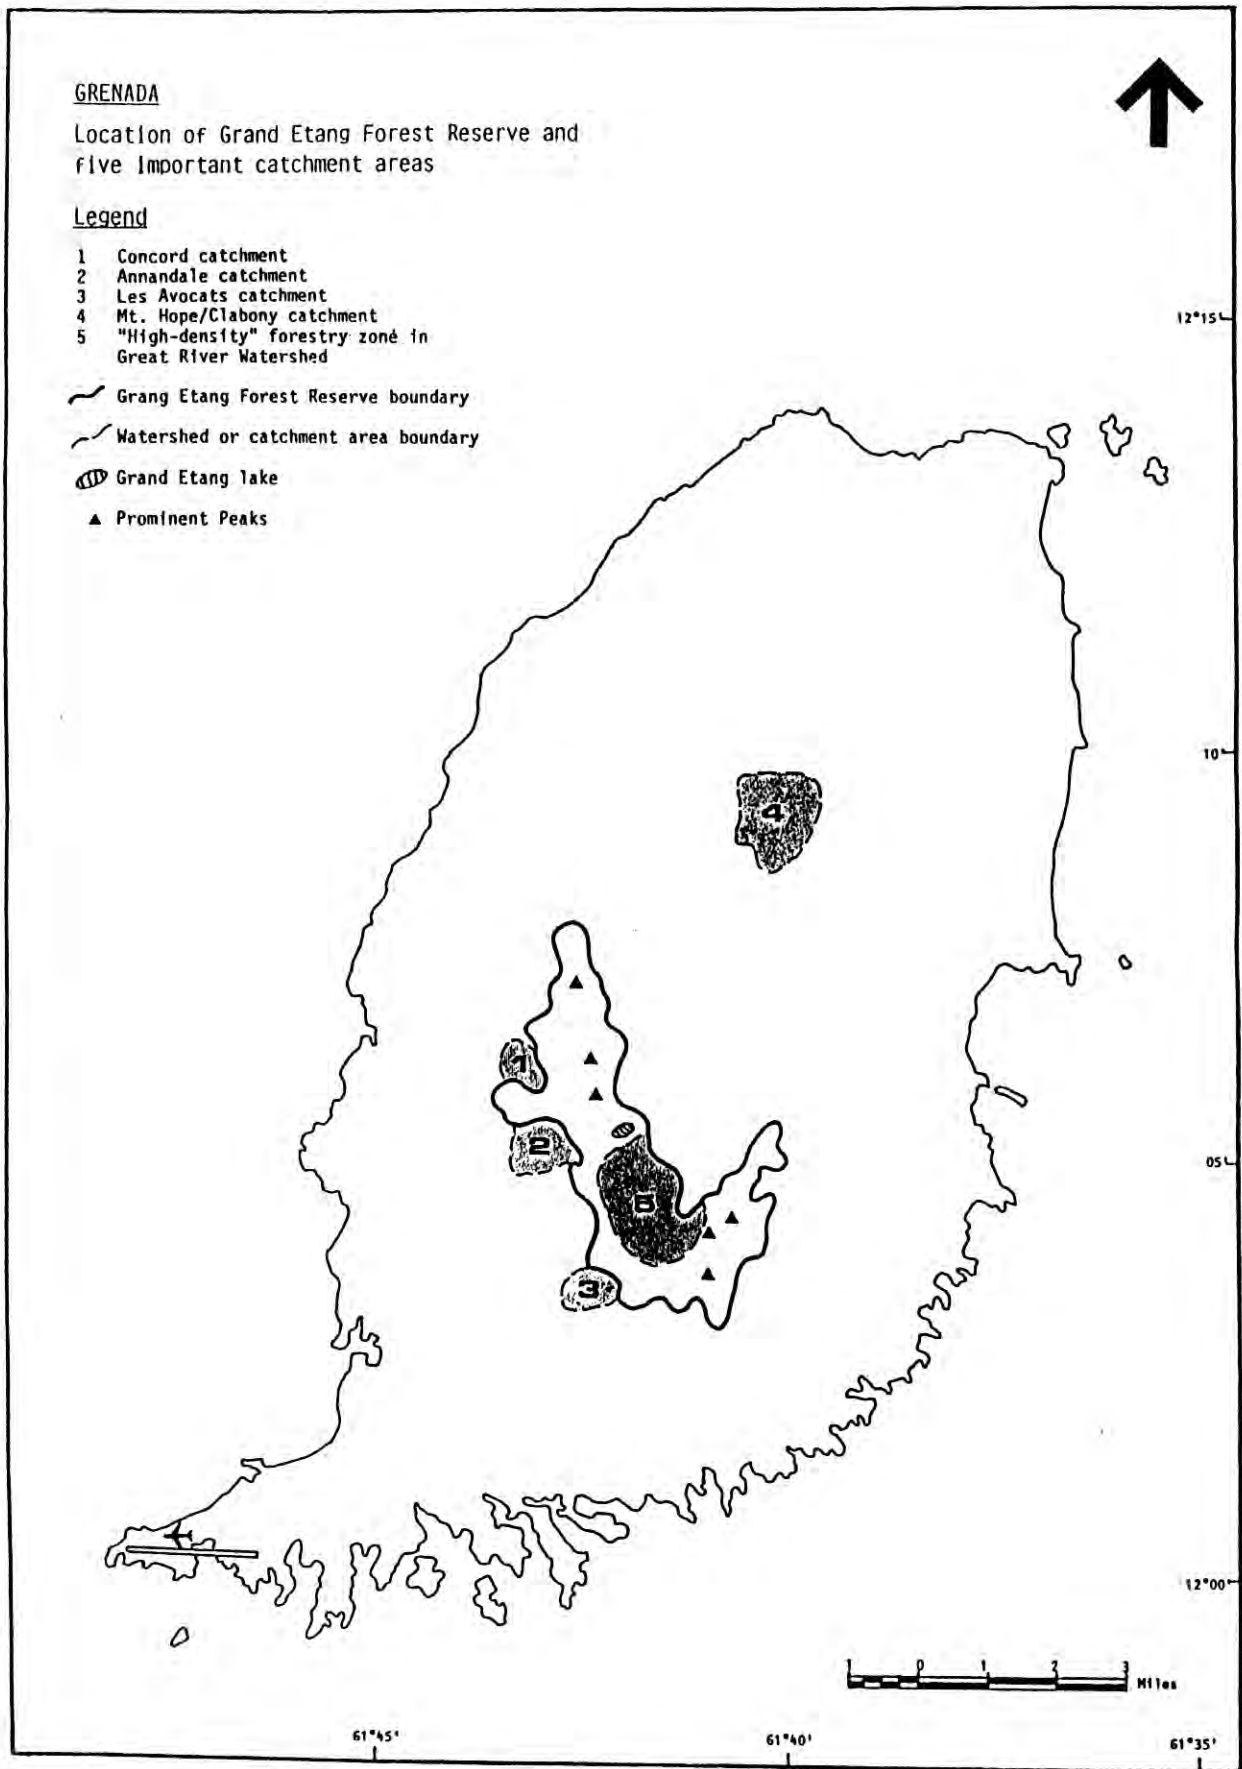 GRENADA
Location of Grand Etang Forest Reserve and
five important catchment areas
Legend
1 Concord catchment
2 Annandale catchment
3 Les Avocats catchment
4 Mt. Hope/Clabony catchment
5 "High-density" forestry zone in
Great River Watershed
Grang Etang Forest Reserve boundary
Watershed or catchment area boundary
Grand Etang lake
Prominent Peaks
12°15'
10'
4
1
2
05'
5
3
12°00'
1 0 1 2 3
Miles
61°45'
61°40'
61°35'